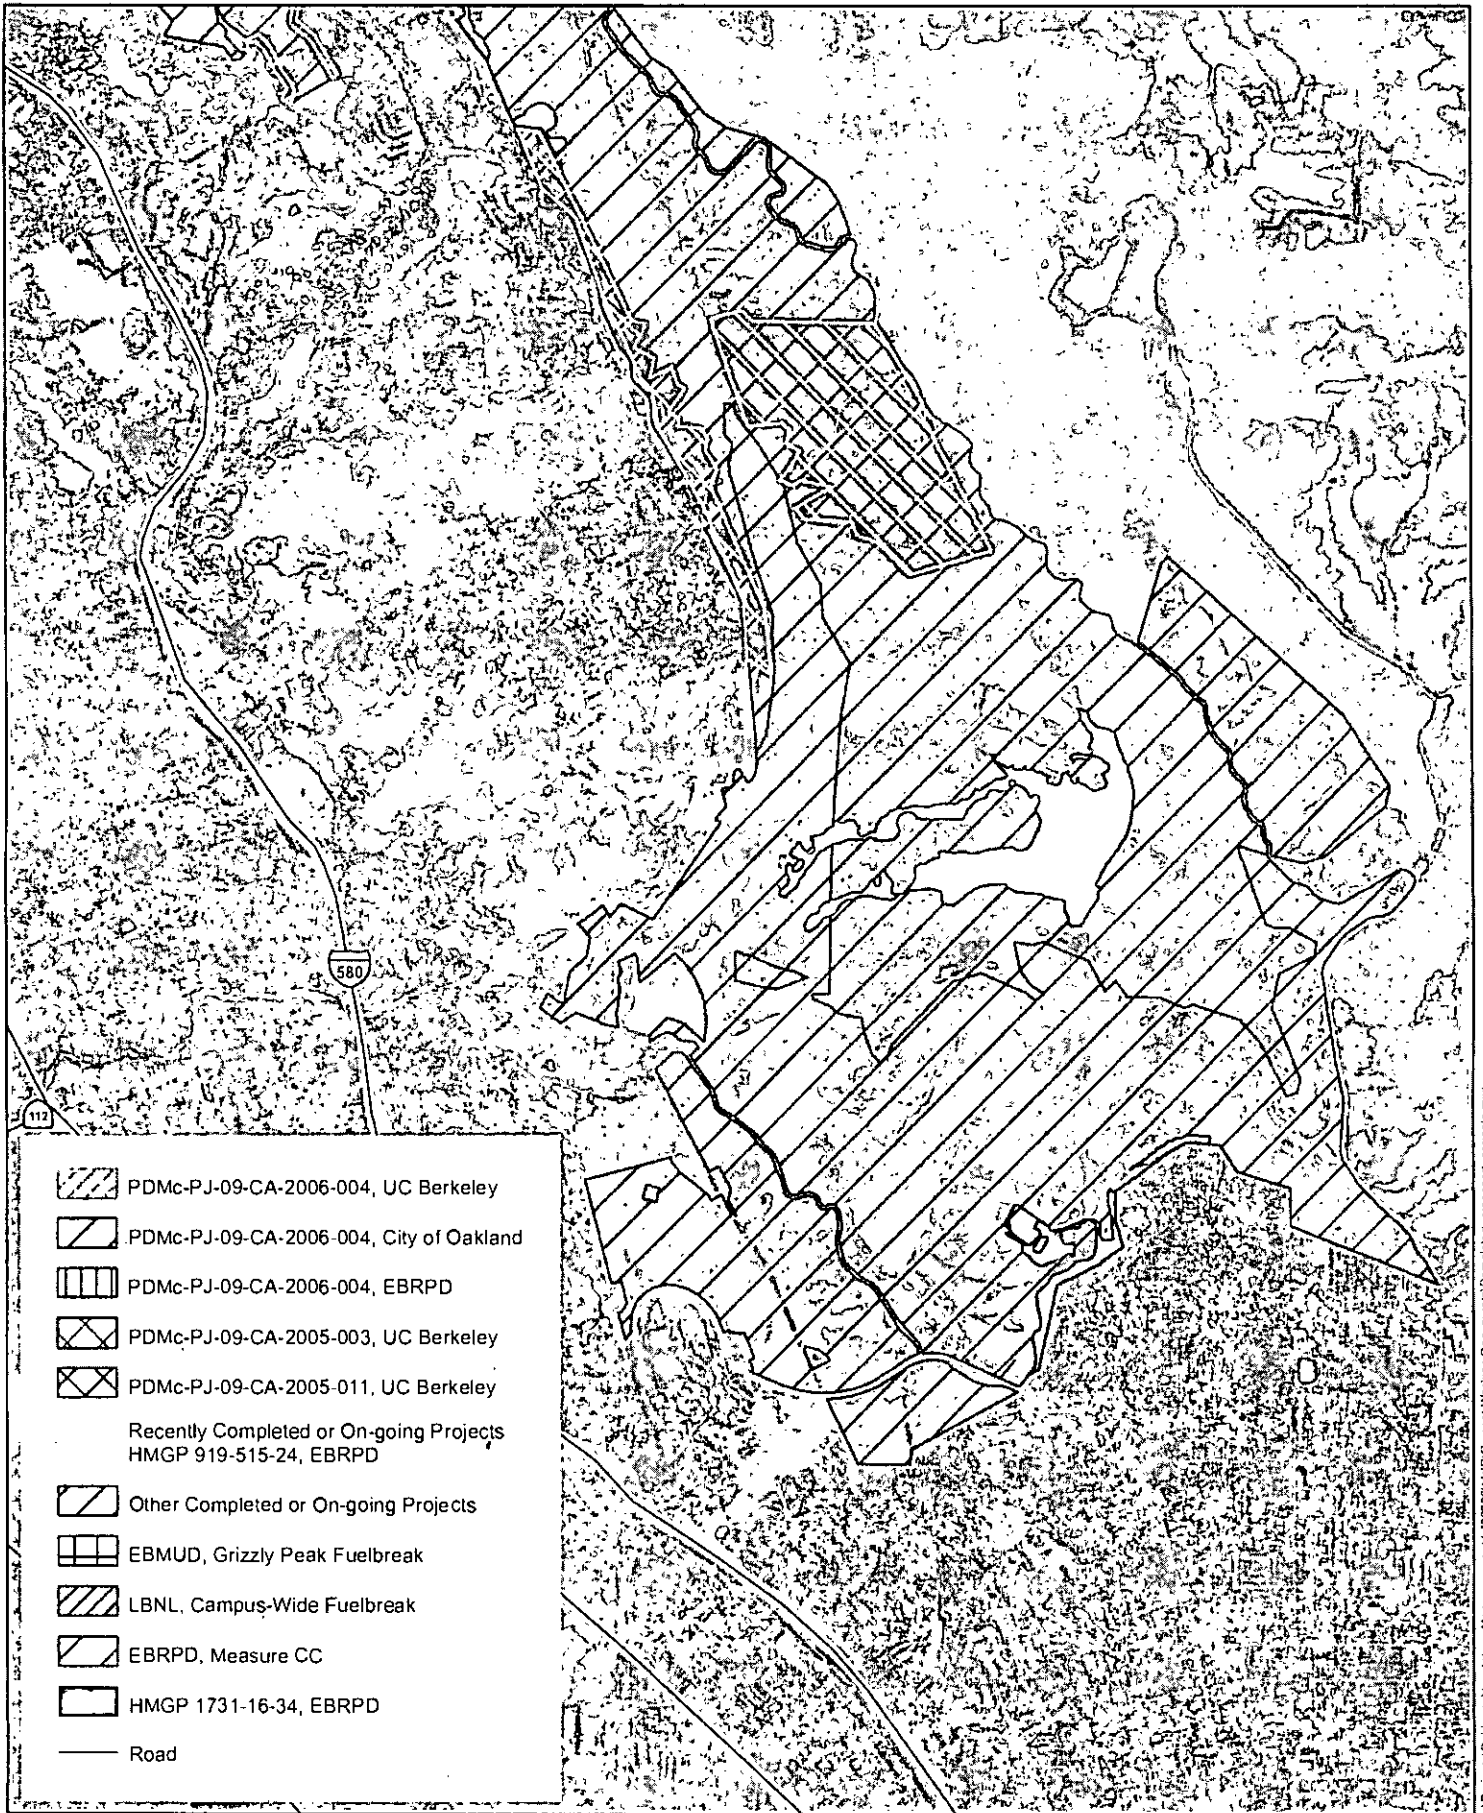 580
112
PDMc-PJ-09-CA-2006-004, UC Berkeley
PDMc-PJ-09-CA-2006-004, City of Oakland
PDMc-PJ-09-CA-2006-004, EBRPD
PDMc-PJ-09-CA-2005-003, UC Berkeley
PDMc-PJ-09-CA-2005-011, UC Berkeley
Recently Completed or On-going Projects
HMGP 919-515-24, EBRPD
Other Completed or On-going Projects
EBMUD, Grizzly Peak Fuelbreak
LBNL, Campus-Wide Fuelbreak
EBRPD, Measure CC
HMGP 1731-16-34, EBRPD
Road